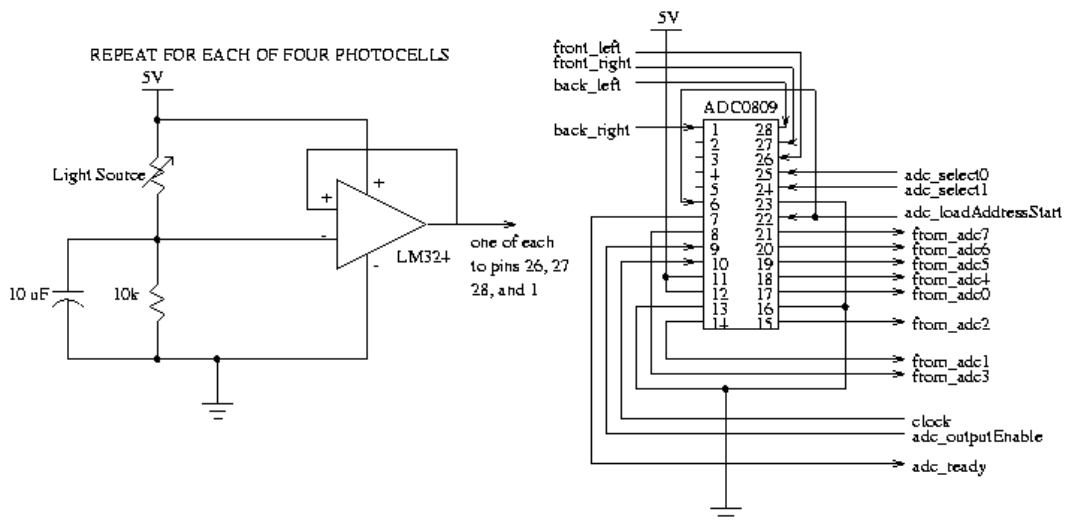 REPEAT FOR EACH OF FOUR PHOTOCELLS
5V
Light Source
+
-
+
-
LM324
10 uF
10k
one of each
to pins 26, 27
28, and 1
5V
front_left
front_right
back_left
back_right
ADC0809
1 28
2 27
3 26
4 25
5 24
6 23
7 22
8 21
9 20
10 19
11 18
12 17
13 16
14 15
adc_select0
adc_select1
adc_loadAddressStart
from_adc7
from_adc6
from_adc5
from_adc4
from_adc0
from_adc2
from_adc1
from_adc3
clock
adc_outputEnable
adc_ready